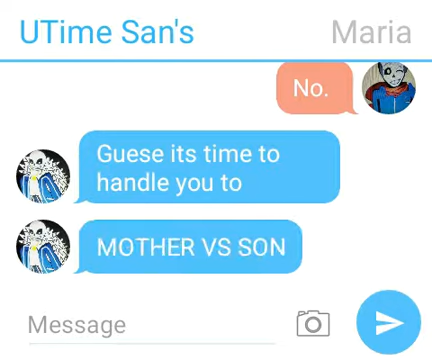 UTime San's Maria
No.
Guese its time to
handle you to
MOTHER VS SON
Message